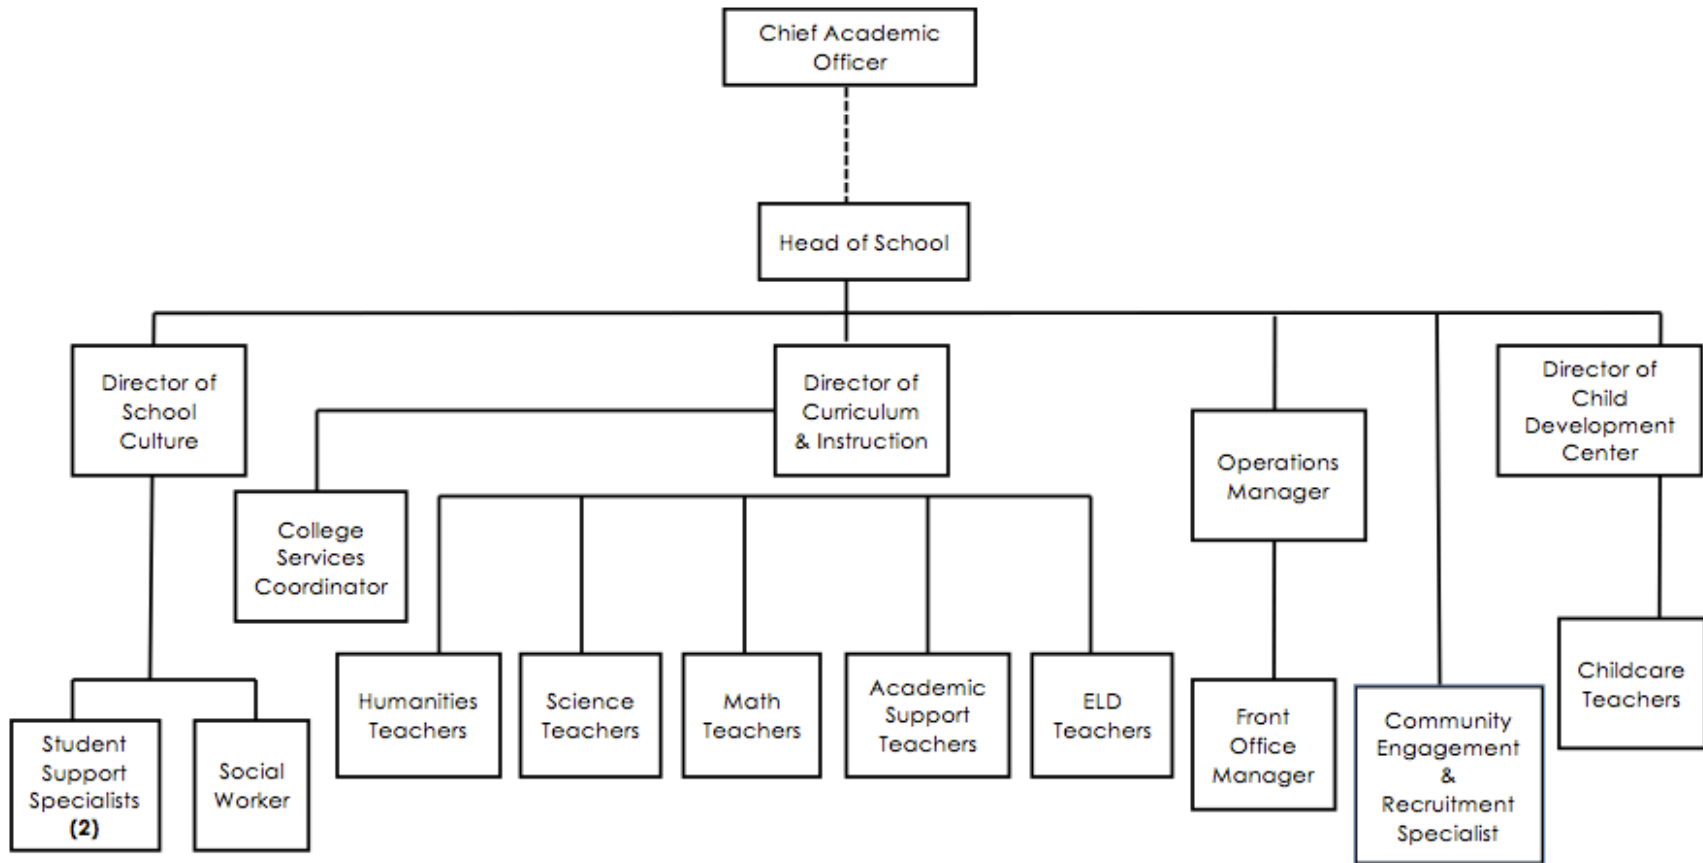 Chief Academic
Officer
Head of School
Director of
School
Culture
Director of
Curriculum
& Instruction
Operations
Manager
Director of
Child
Development
Center
College
Services
Coordinator
Student
Support
Specialists
(2)
Social
Worker
Humanities
Teachers
Science
Teachers
Math
Teachers
Academic
Support
Teachers
ELD
Teachers
Front
Office
Manager
Community
Engagement
&
Recruitment
Specialist
Childcare
Teachers